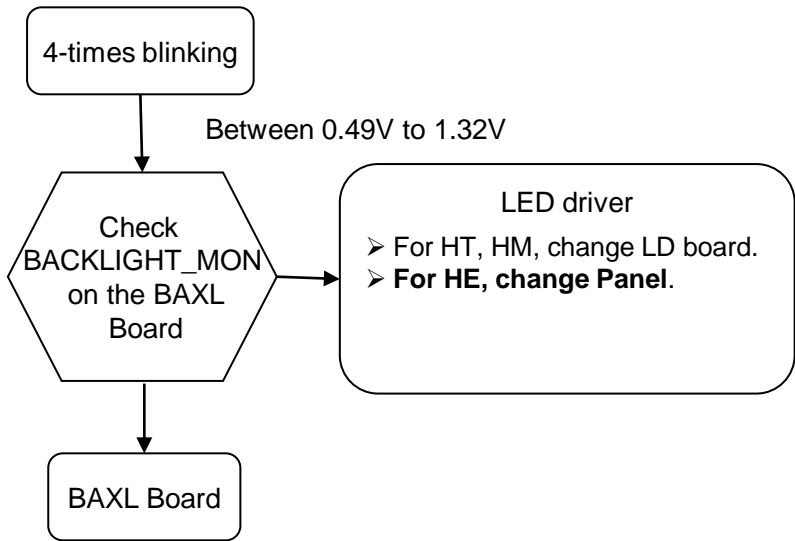 4-times blinking
Between 0.49V to 1.32V
Check
BACKLIGHT_MON
on the BAXL
Board
LED driver
➢ For HT, HM, change LD board.
➢ For HE, change Panel.
BAXL Board